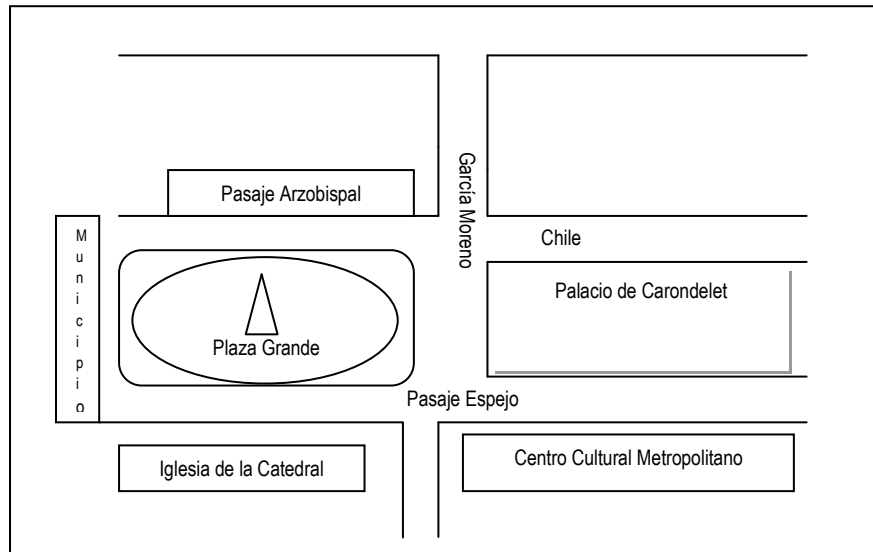 García Moreno
Pasaje Arzobispal
Municipio
Chile
Palacio de Carondelet
Plaza Grande
Pasaje Espejo
Iglesia de la Catedral
Centro Cultural Metropolitano